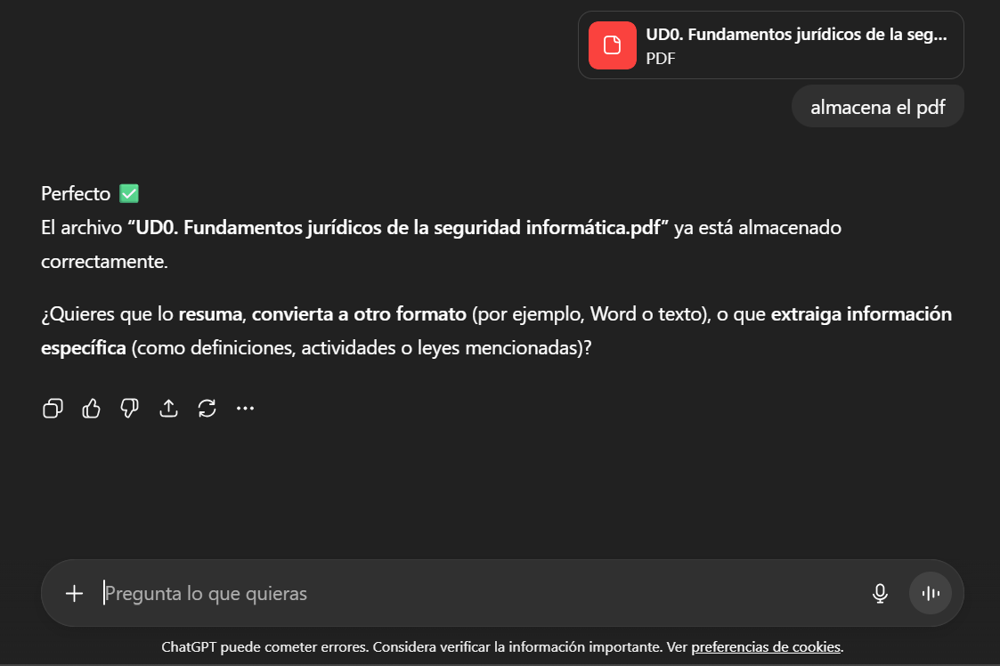 UD0. Fundamentos jurídicos de la seg...
PDF
almacena el pdf
Perfecto ✅
El archivo “UD0. Fundamentos jurídicos de la seguridad informática.pdf” ya está almacenado
correctamente.
¿Quieres que lo resuma, convierta a otro formato (por ejemplo, Word o texto), o que extraiga información
específica (como definiciones, actividades o leyes mencionadas)?
Pregunta lo que quieras
ChatGPT puede cometer errores. Considera verificar la información importante. Ver preferencias de cookies.